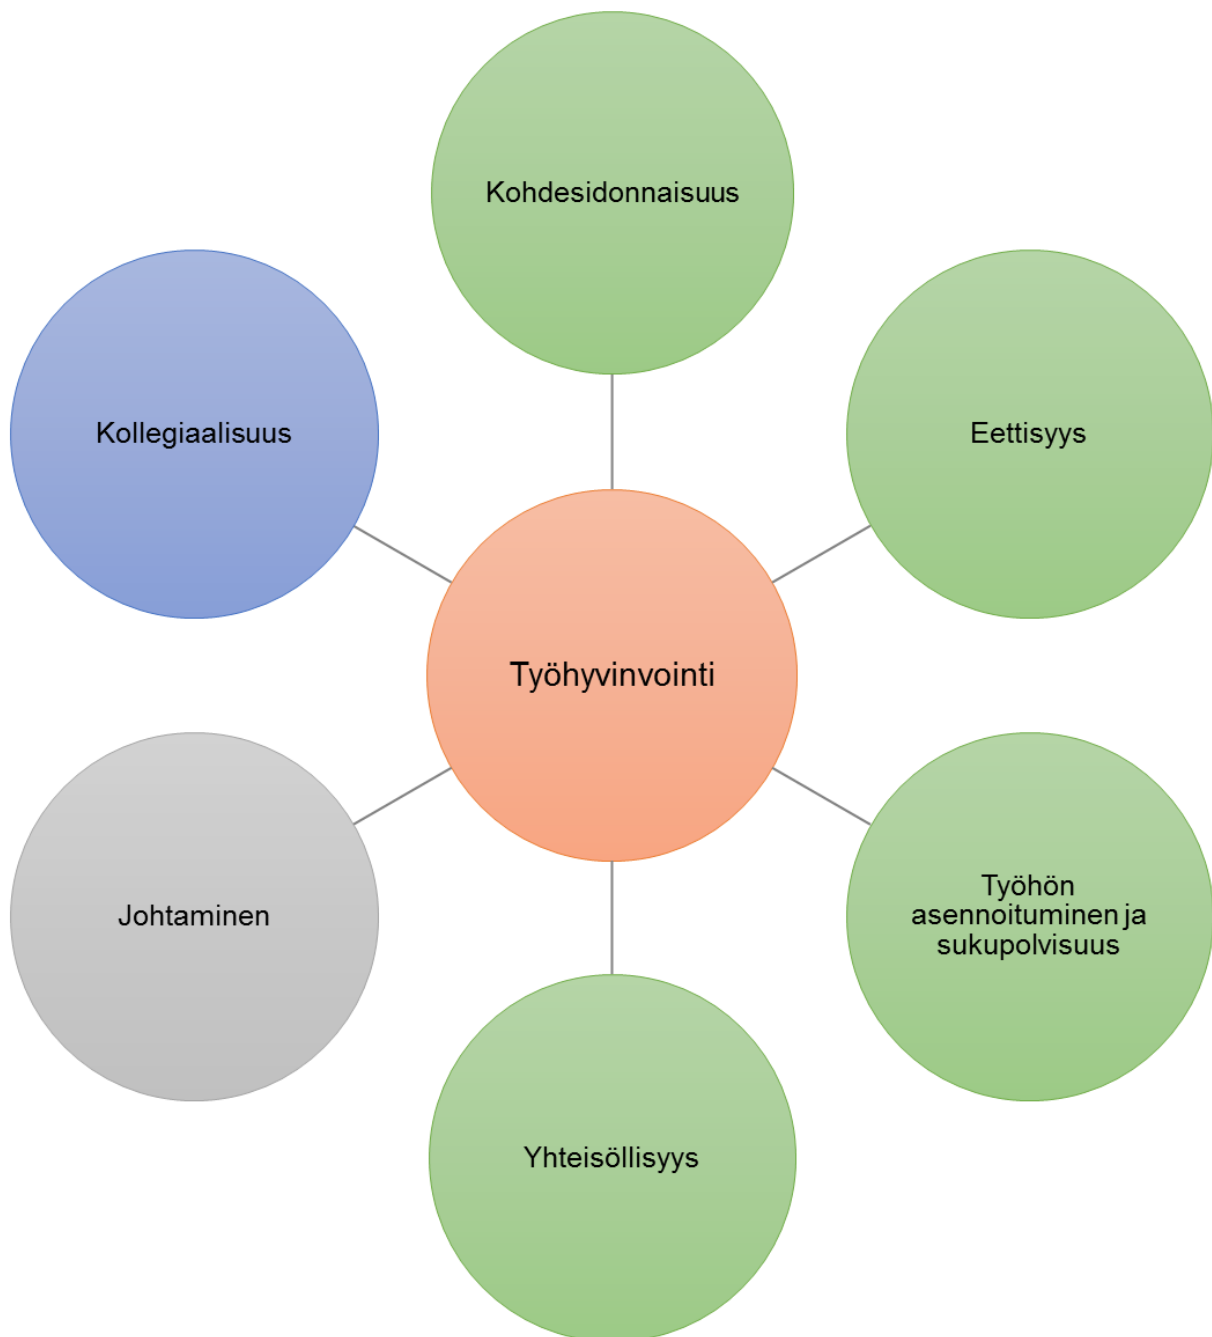 Kohdesidonnaisuus
Kollegiaalisuus
Eettisyys
Työhyvinvointi
Johtaminen
Työhön
asennoituminen ja
sukupolvisuus
Yhteisöllisyys